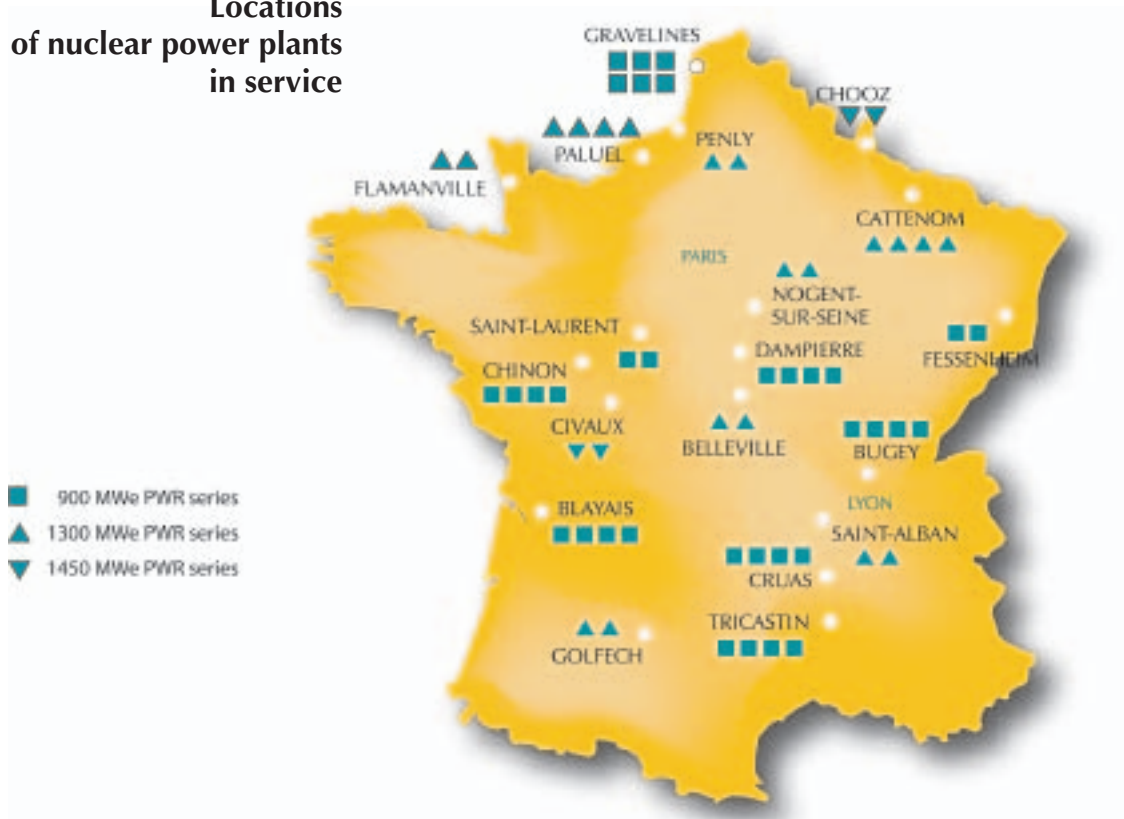 Locations
of nuclear power plants
in service
GRAVELINES
CHOOZ
PENLY
PALUEL
FLAMANVILLE
CATTENOM
PARIS
NOGENT-
SUR-SEINE
SAINT-LAURENT
DAMPIERRE
FESSENHEIM
CHINON
CIVAUX
BELLEVILLE
BUGEY
LYON
BLAYAIS
SAINT-ALBAN
CRUAS
TRICASTIN
GOLFECH
900 MWe PWR series
1300 MWe PWR series
1450 MWe PWR series